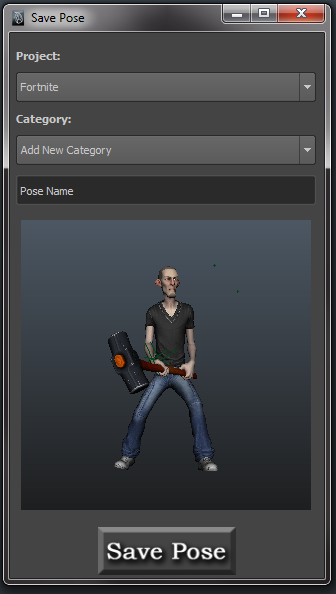 Save Pose
Project:
Fortnite
Category:
Add New Category
Pose Name
Save Pose